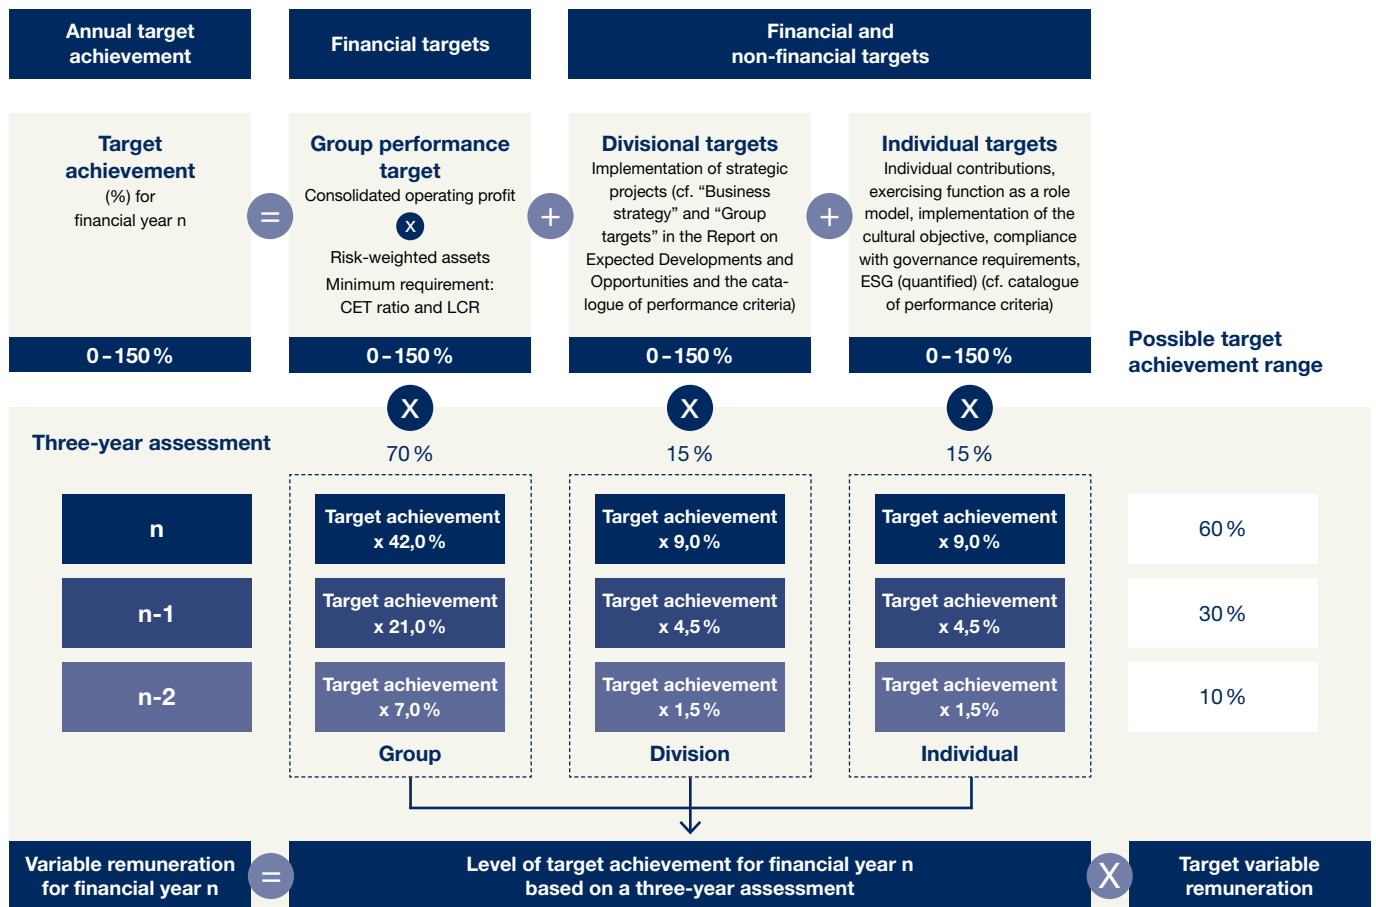 Annual target
achievement
Financial targets
Financial and
non-financial targets
Target
achievement
(%) for
financial year n
=
Group performance
target
Consolidated operating profit
x
Risk-weighted assets
Minimum requirement:
CET ratio and LCR
+
Divisional targets
Implementation of strategic
projects (cf. “Business
strategy” and “Group
targets” in the Report on
Expected Developments and
Opportunities and the cata-
logue of performance criteria)
+
Individual targets
Individual contributions,
exercising function as a role
model, implementation of the
cultural objective, compliance
with governance requirements,
ESG (quantified) (cf. catalogue
of performance criteria)
0 – 150 %
0 – 150 %
0 – 150 %
0 – 150 %
Possible target
achievement range
X
X
X
Three-year assessment
70 %
15 %
15 %
n
Target achievement
x 42,0 %
Target achievement
x 9,0 %
Target achievement
x 9,0 %
60 %
n-1
Target achievement
x 21,0 %
Target achievement
x 4,5 %
Target achievement
x 4,5 %
30 %
n-2
Target achievement
x 7,0 %
Target achievement
x 1,5 %
Target achievement
x 1,5%
10 %
Group
Division
Individual
Variable remuneration
for financial year n
=
Level of target achievement for financial year n
based on a three-year assessment
X
Target variable
remuneration